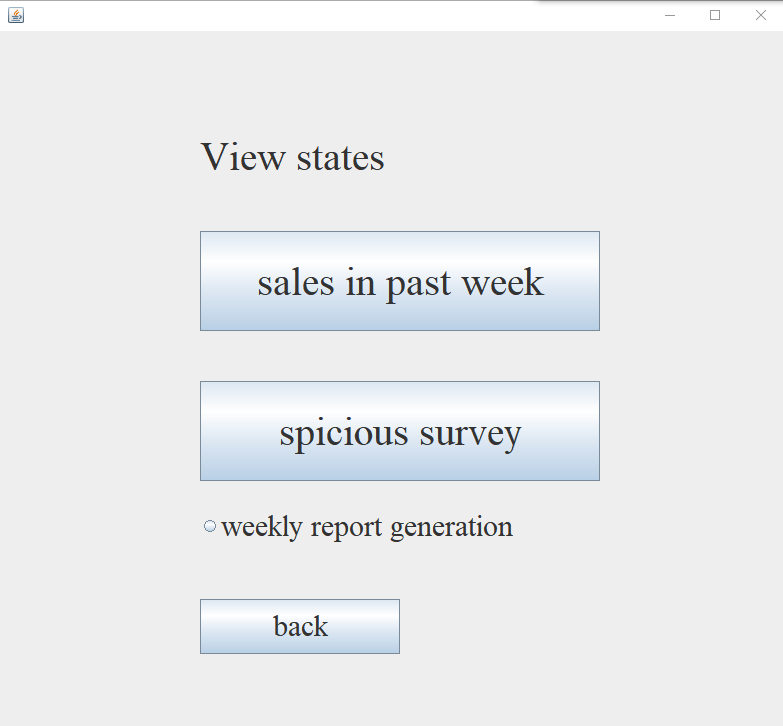 View states
sales in past week
spicious survey
weekly report generation
back